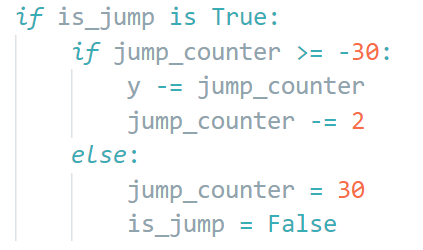 if is_jump is True:
    if jump_counter >= -30:
        y -= jump_counter
        jump_counter -= 2
    else:
        jump_counter = 30
        is_jump = False